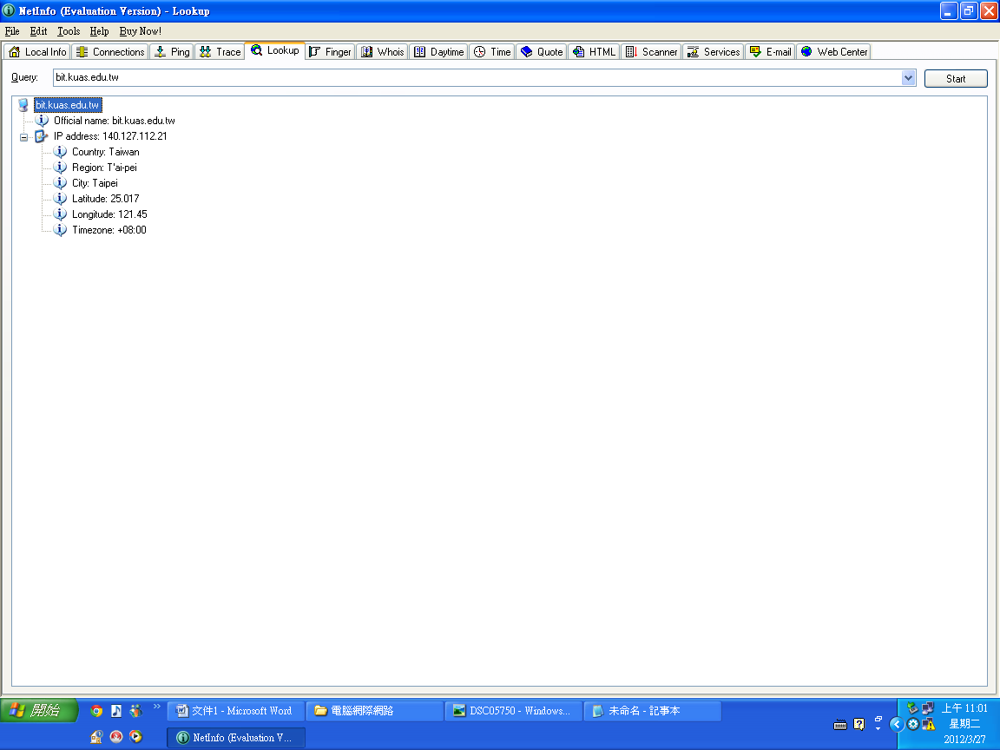 NetInfo (Evaluation Version) - Lookup
File Edit Tools Help Buy Now!
Local Info Connections Ping Trace Lookup Finger Whois Daytime Time Quote HTML Scanner Services E-mail Web Center
Query: bit.kuas.edu.tw Start
bit.kuas.edu.tw
Official name: bit.kuas.edu.tw
IP address: 140.127.112.21
Country: Taiwan
Region: T'ai-pei
City: Taipei
Latitude: 25.017
Longitude: 121.45
Timezone: +08:00
開始 文件1 - Microsoft Word 電腦網際網路 DSC05750 - Windows... 未命名 - 記事本 上午 11:01
星期二
NetInfo (Evaluation V... 2012/3/27